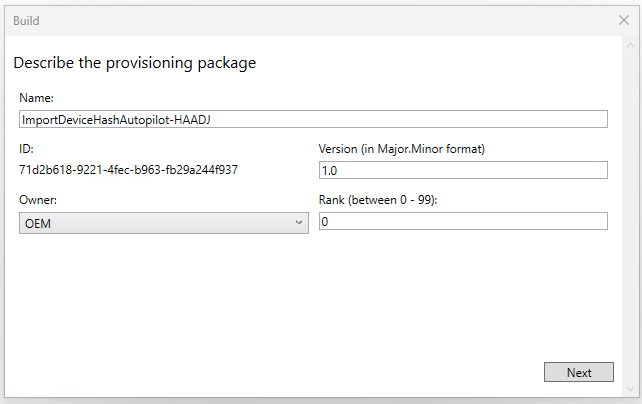 Build
Describe the provisioning package
Name:
ImportDeviceHashAutopilot-HAADJ
ID:
71d2b618-9221-4fec-b963-fb29a244f937
Version (in Major.Minor format)
1.0
Owner:
OEM
Rank (between 0 - 99):
0
Next